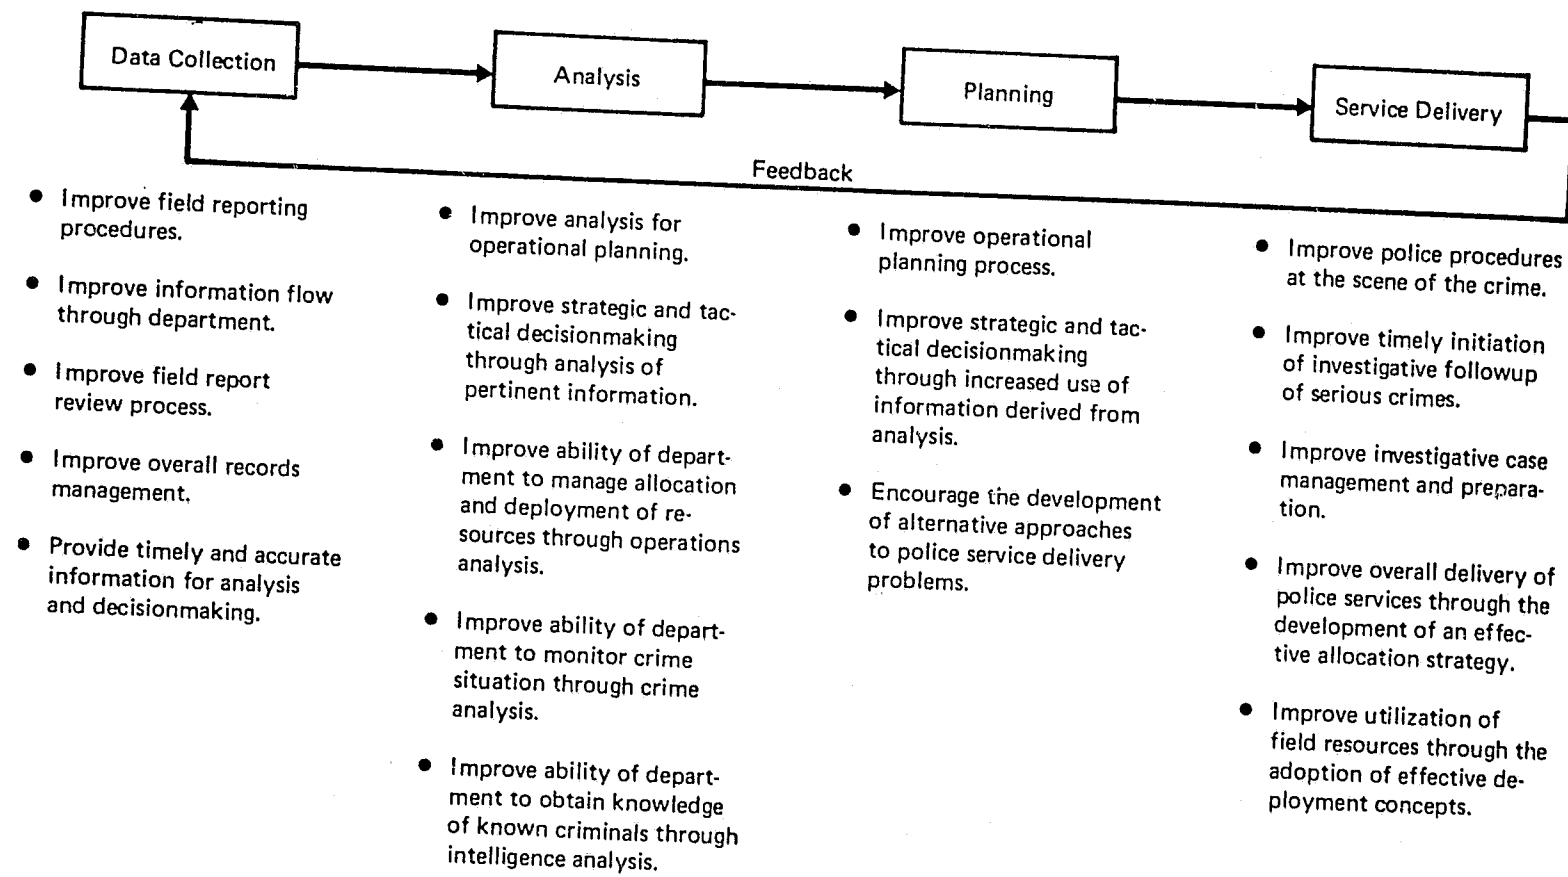 Data Collection
Analysis
Planning
Service Delivery
Feedback
● Improve field reporting
procedures.
● Improve information flow
through department.
● Improve field report
review process.
● Improve overall records
management.
● Provide timely and accurate
information for analysis
and decisionmaking.
● Improve analysis for
operational planning.
● Improve strategic and tac-
tical decisionmaking
through analysis of
pertinent information.
● Improve ability of depart-
ment to manage allocation
and deployment of re-
sources through operations
analysis.
● Improve ability of depart-
ment to monitor crime
situation through crime
analysis.
● Improve ability of depart-
ment to obtain knowledge
of known criminals through
intelligence analysis.
● Improve operational
planning process.
● Improve strategic and tac-
tical decisionmaking
through increased use of
information derived from
analysis.
● Encourage the development
of alternative approaches
to police service delivery
problems.
● Improve police procedures
at the scene of the crime.
● Improve timely initiation
of investigative followup
of serious crimes.
● Improve investigative case
management and prepara-
tion.
● Improve overall delivery of
police services through the
development of an effec-
tive allocation strategy.
● Improve utilization of
field resources through the
adoption of effective de-
ployment concepts.